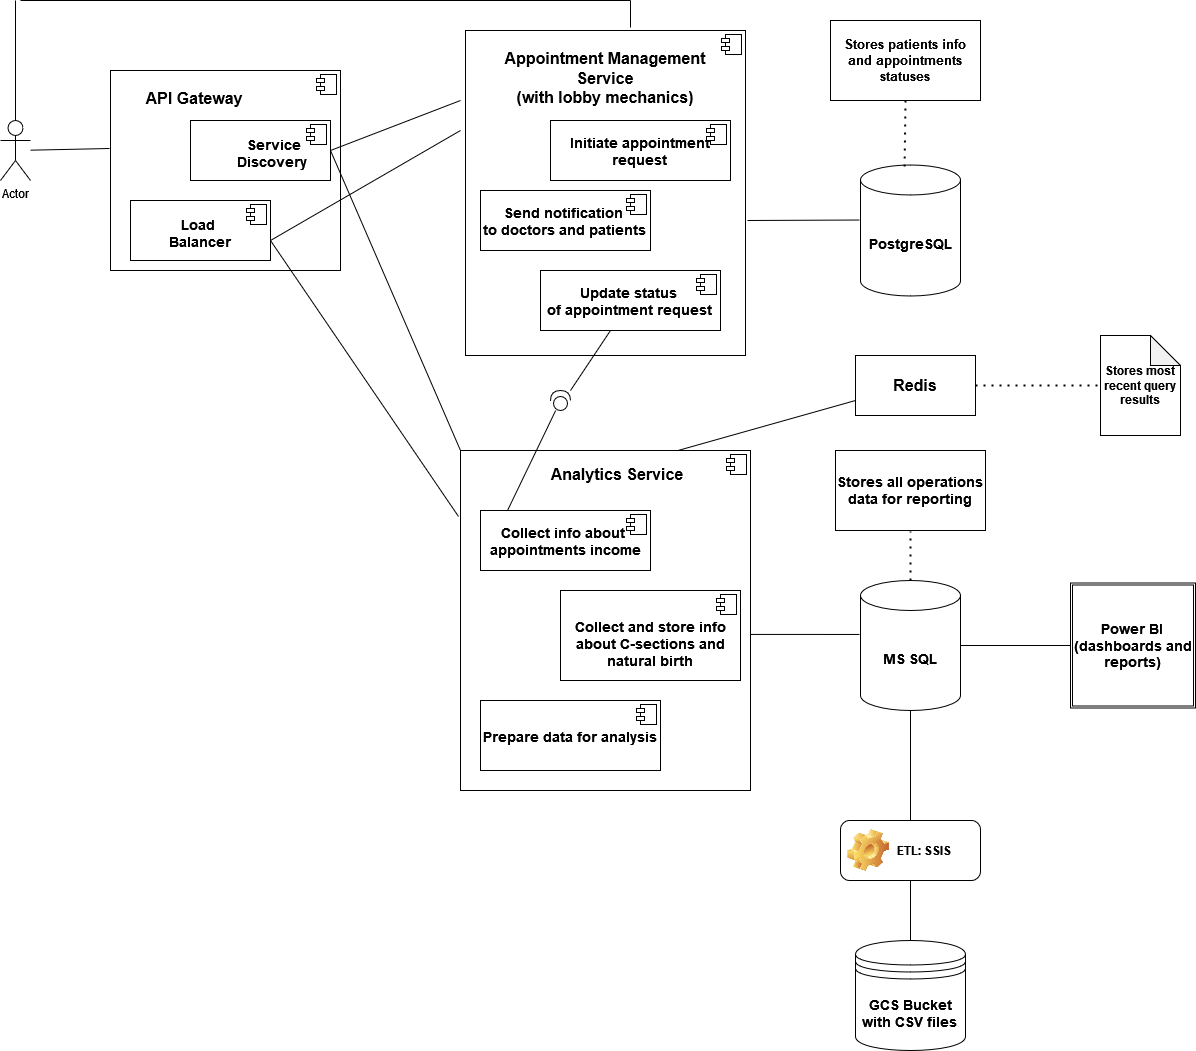 Appointment Management
Service
(with lobby mechanics)
Stores patients info
and appointments
statuses
API Gateway
Service
Discovery
Initiate appointment
request
Actor
Load
Balancer
Send notification
to doctors and patients
PostgreSQL
Update status
of appointment request
Redis
Stores most
recent query
results
Analytics Service
Stores all operations
data for reporting
Collect info about
appointments income
Collect and store info
about C-sections and
natural birth
MS SQL
Power BI
(dashboards and
reports)
Prepare data for analysis
ETL: SSIS
GCS Bucket
with CSV files